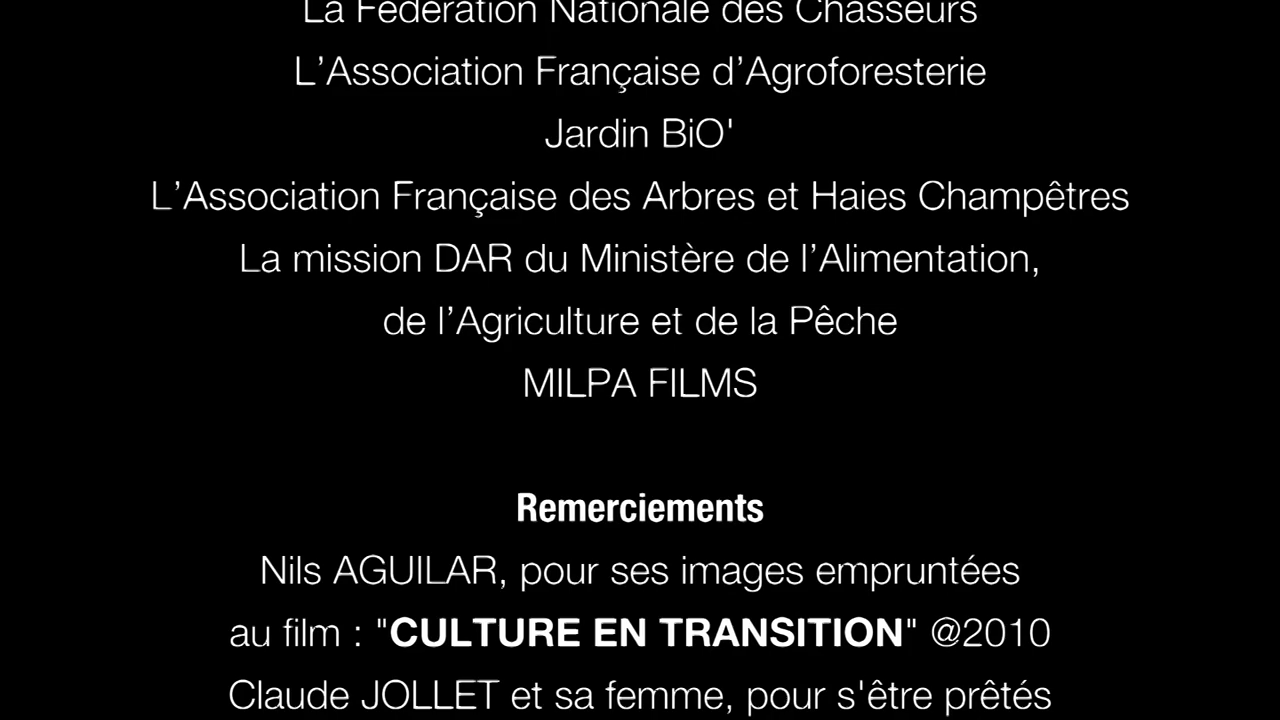 La Fédération Nationale des Chasseurs
L’Association Française d’Agroforesterie
Jardin BiO'
L’Association Française des Arbres et Haies Champêtres
La mission DAR du Ministère de l’Alimentation,
de l’Agriculture et de la Pêche
MILPA FILMS
Remerciements
Nils AGUILAR, pour ses images empruntées
au film : "CULTURE EN TRANSITION" @2010
Claude JOLLET et sa femme, pour s'être prêtés